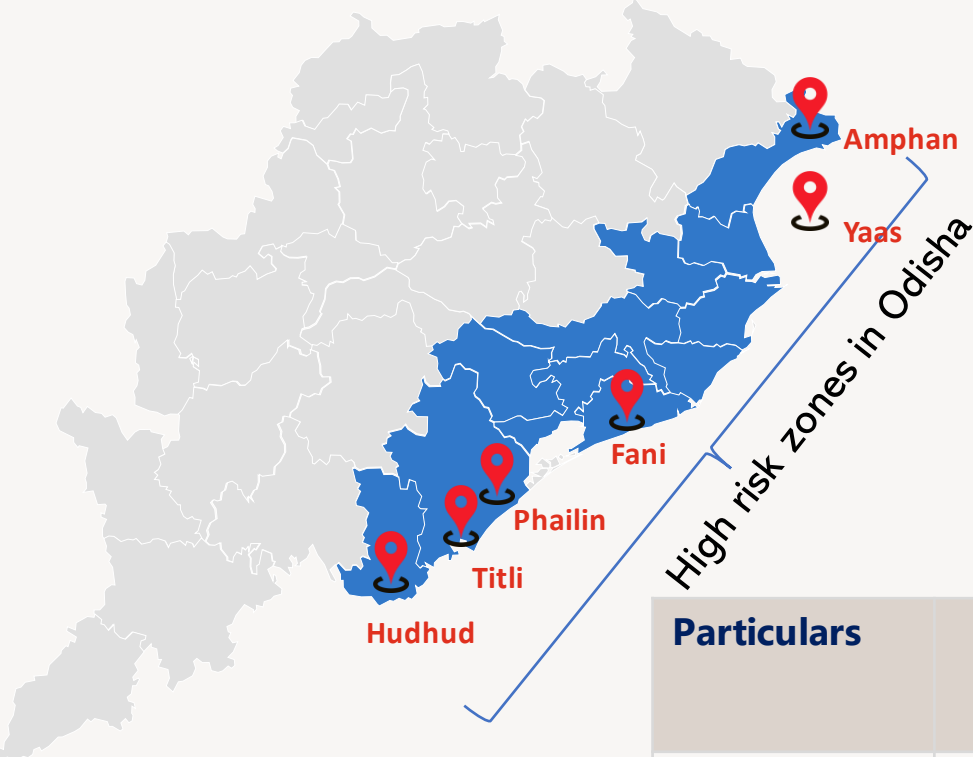 Amphan
Yaas
High risk zones in Odisha
Fani
Phailin
Titli
Hudhud
Particulars